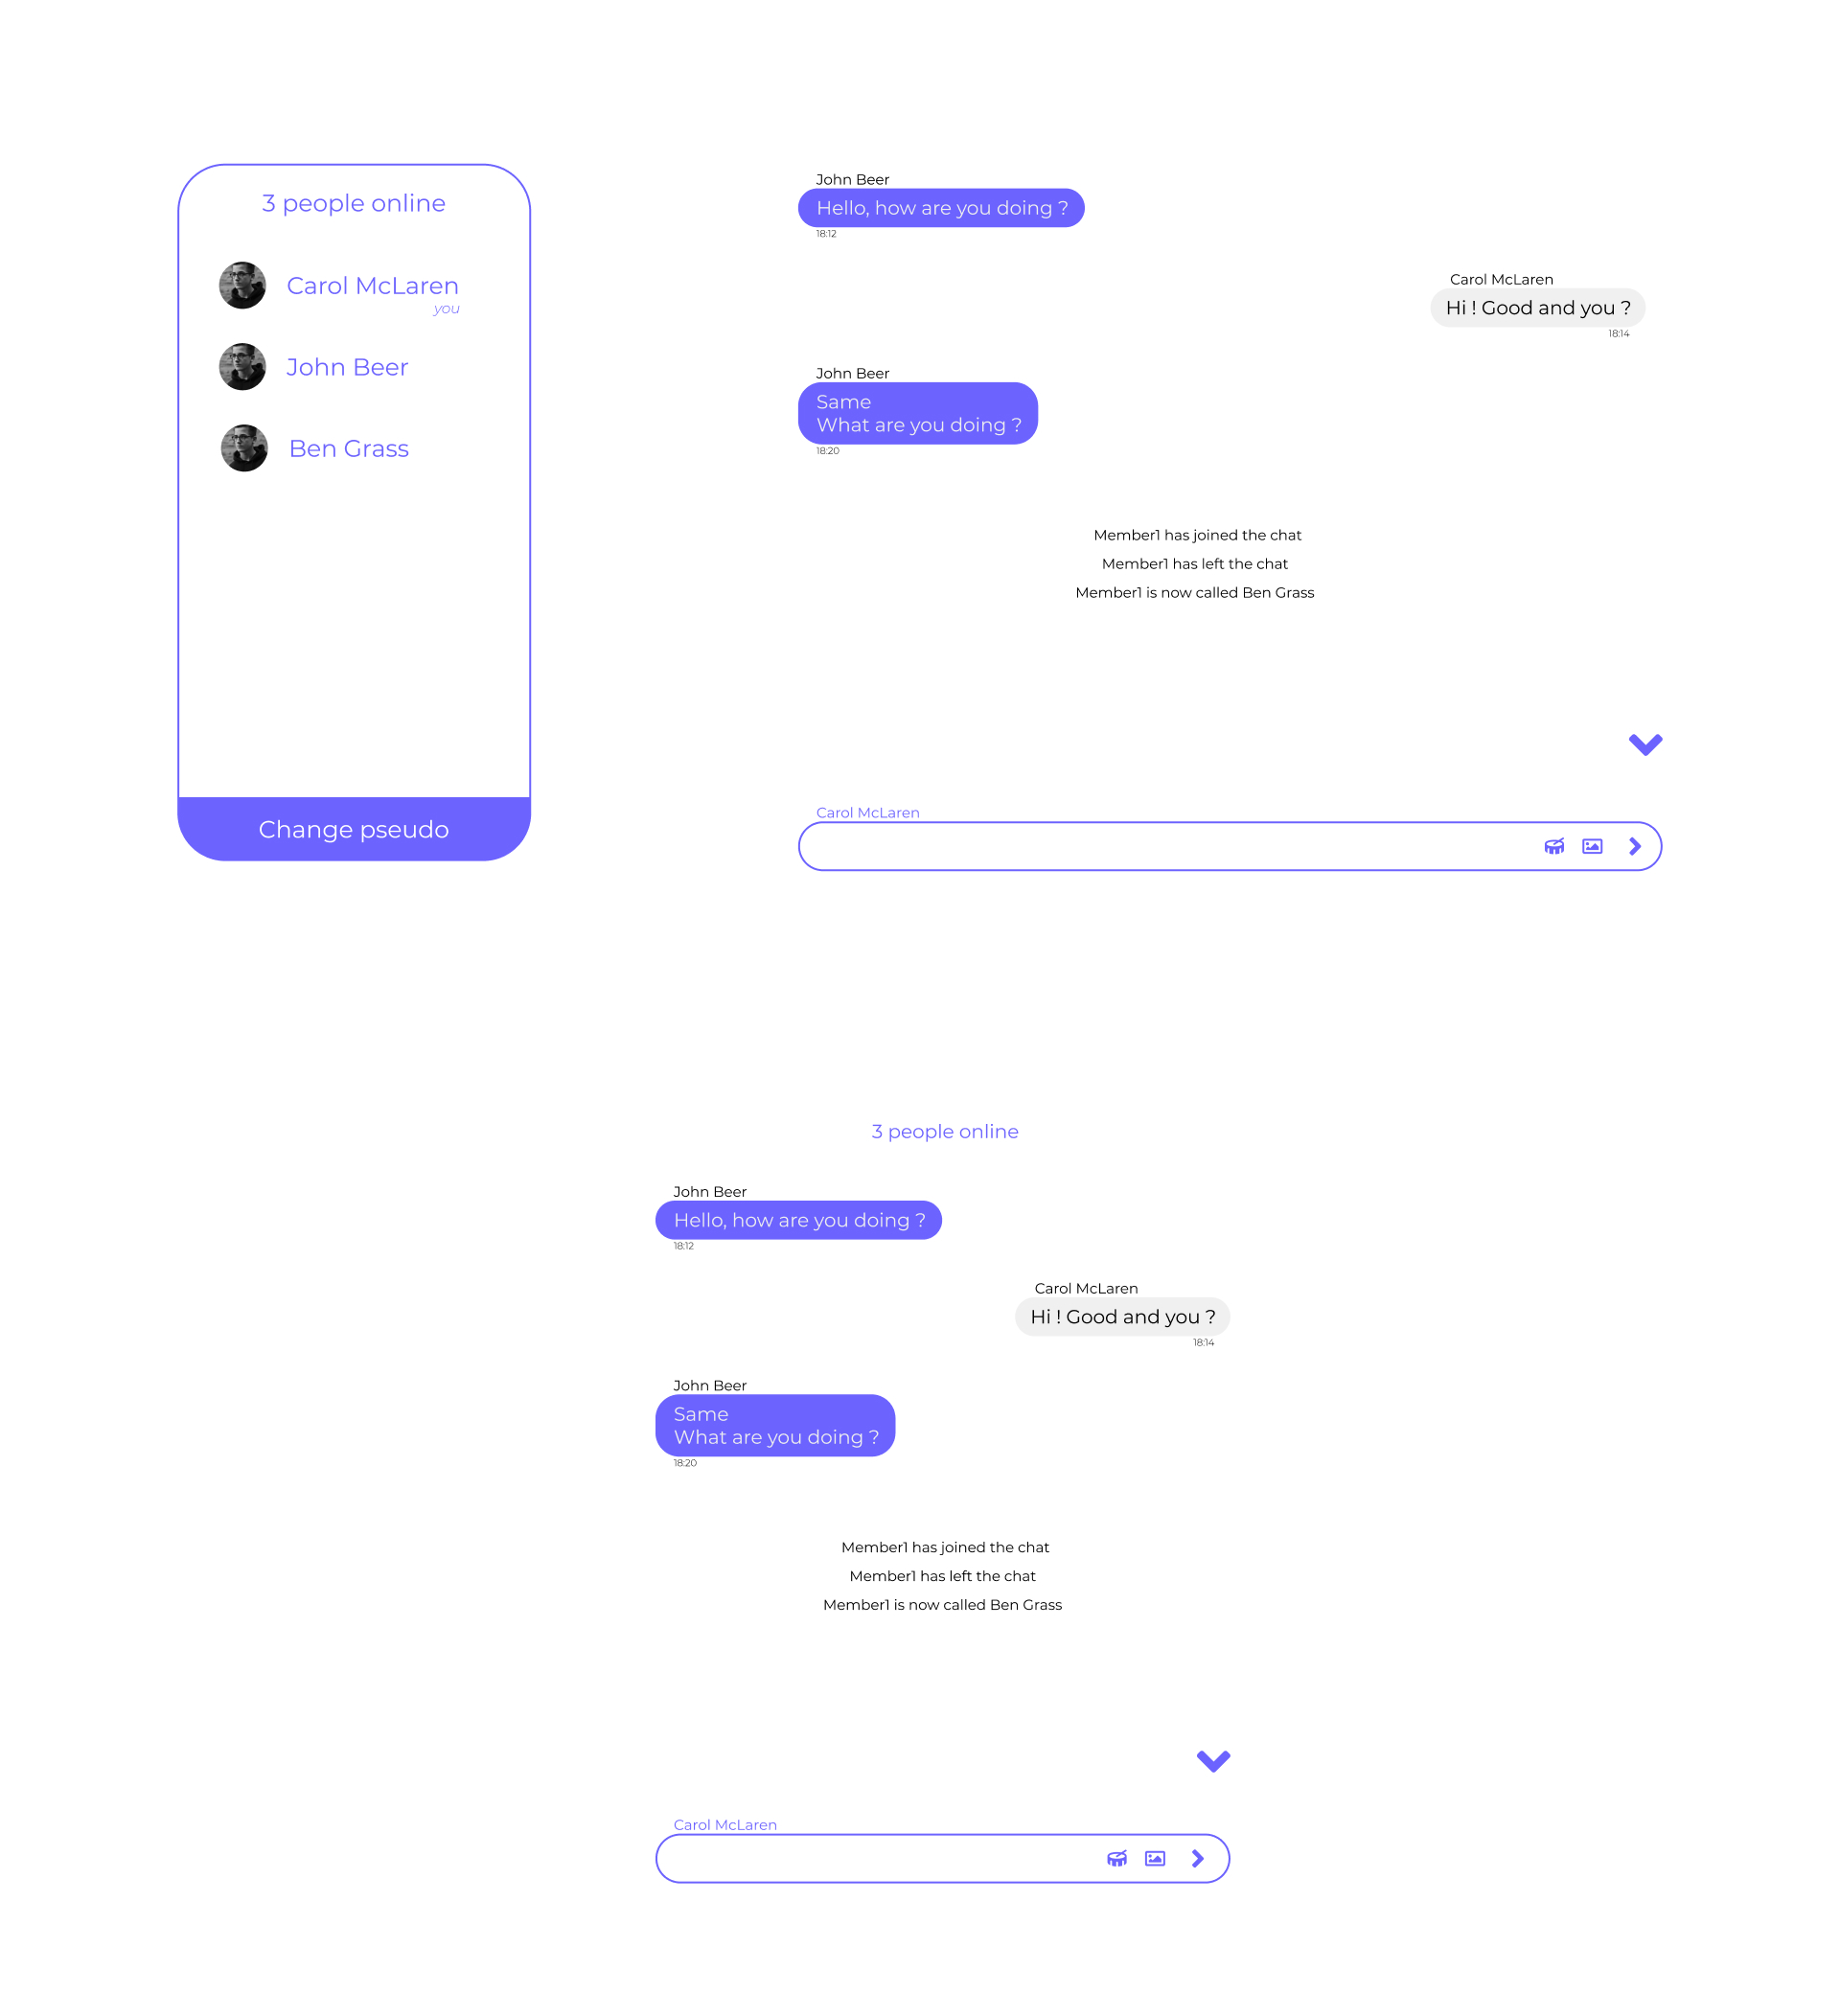 3 people online
Carol McLaren
you
John Beer
Ben Grass
Change pseudo
John Beer
Hello, how are you doing ?
18:12
Carol McLaren
Hi ! Good and you ?
18:14
John Beer
Same
What are you doing ?
18:20
Member1 has joined the chat
Member1 has left the chat
Member1 is now called Ben Grass
Carol McLaren
3 people online
John Beer
Hello, how are you doing ?
18:12
Carol McLaren
Hi ! Good and you ?
18:14
John Beer
Same
What are you doing ?
18:20
Member1 has joined the chat
Member1 has left the chat
Member1 is now called Ben Grass
Carol McLaren